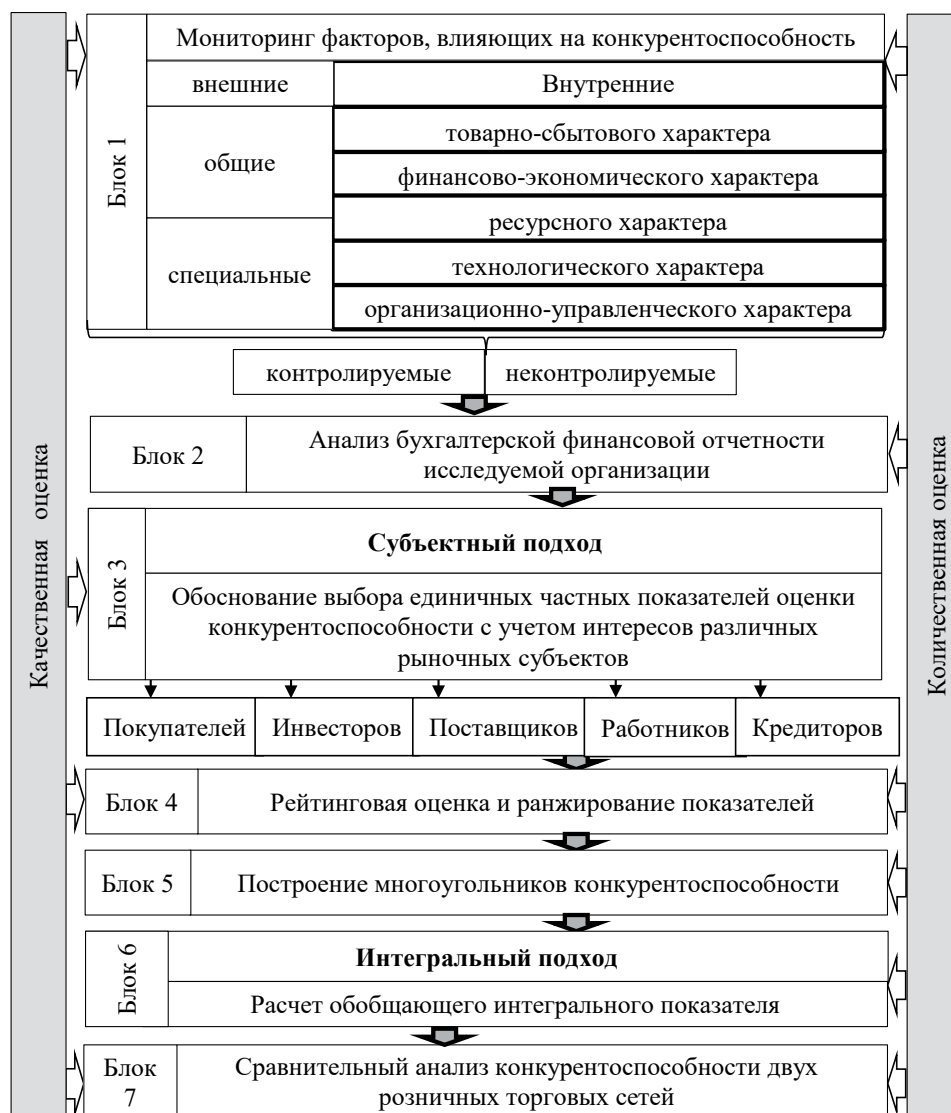 Качественная оценка
Количественная оценка
Блок 1
Мониторинг факторов, влияющих на конкурентоспособность
внешние
Внутренние
общие
товарно-сбытового характера
финансово-экономического характера
ресурсного характера
специальные
технологического характера
организационно-управленческого характера
контролируемые
неконтролируемые
Блок 2
Анализ бухгалтерской финансовой отчетности
исследуемой организации
Блок 3
Субъектный подход
Обоснование выбора единичных частных показателей оценки
конкурентоспособности с учетом интересов различных
рыночных субъектов
Покупателей
Инвесторов
Поставщиков
Работников
Кредиторов
Блок 4
Рейтинговая оценка и ранжирование показателей
Блок 5
Построение многоугольников конкурентоспособности
Блок 6
Интегральный подход
Расчет обобщающего интегрального показателя
Блок
7
Сравнительный анализ конкурентоспособности двух
розничных торговых сетей